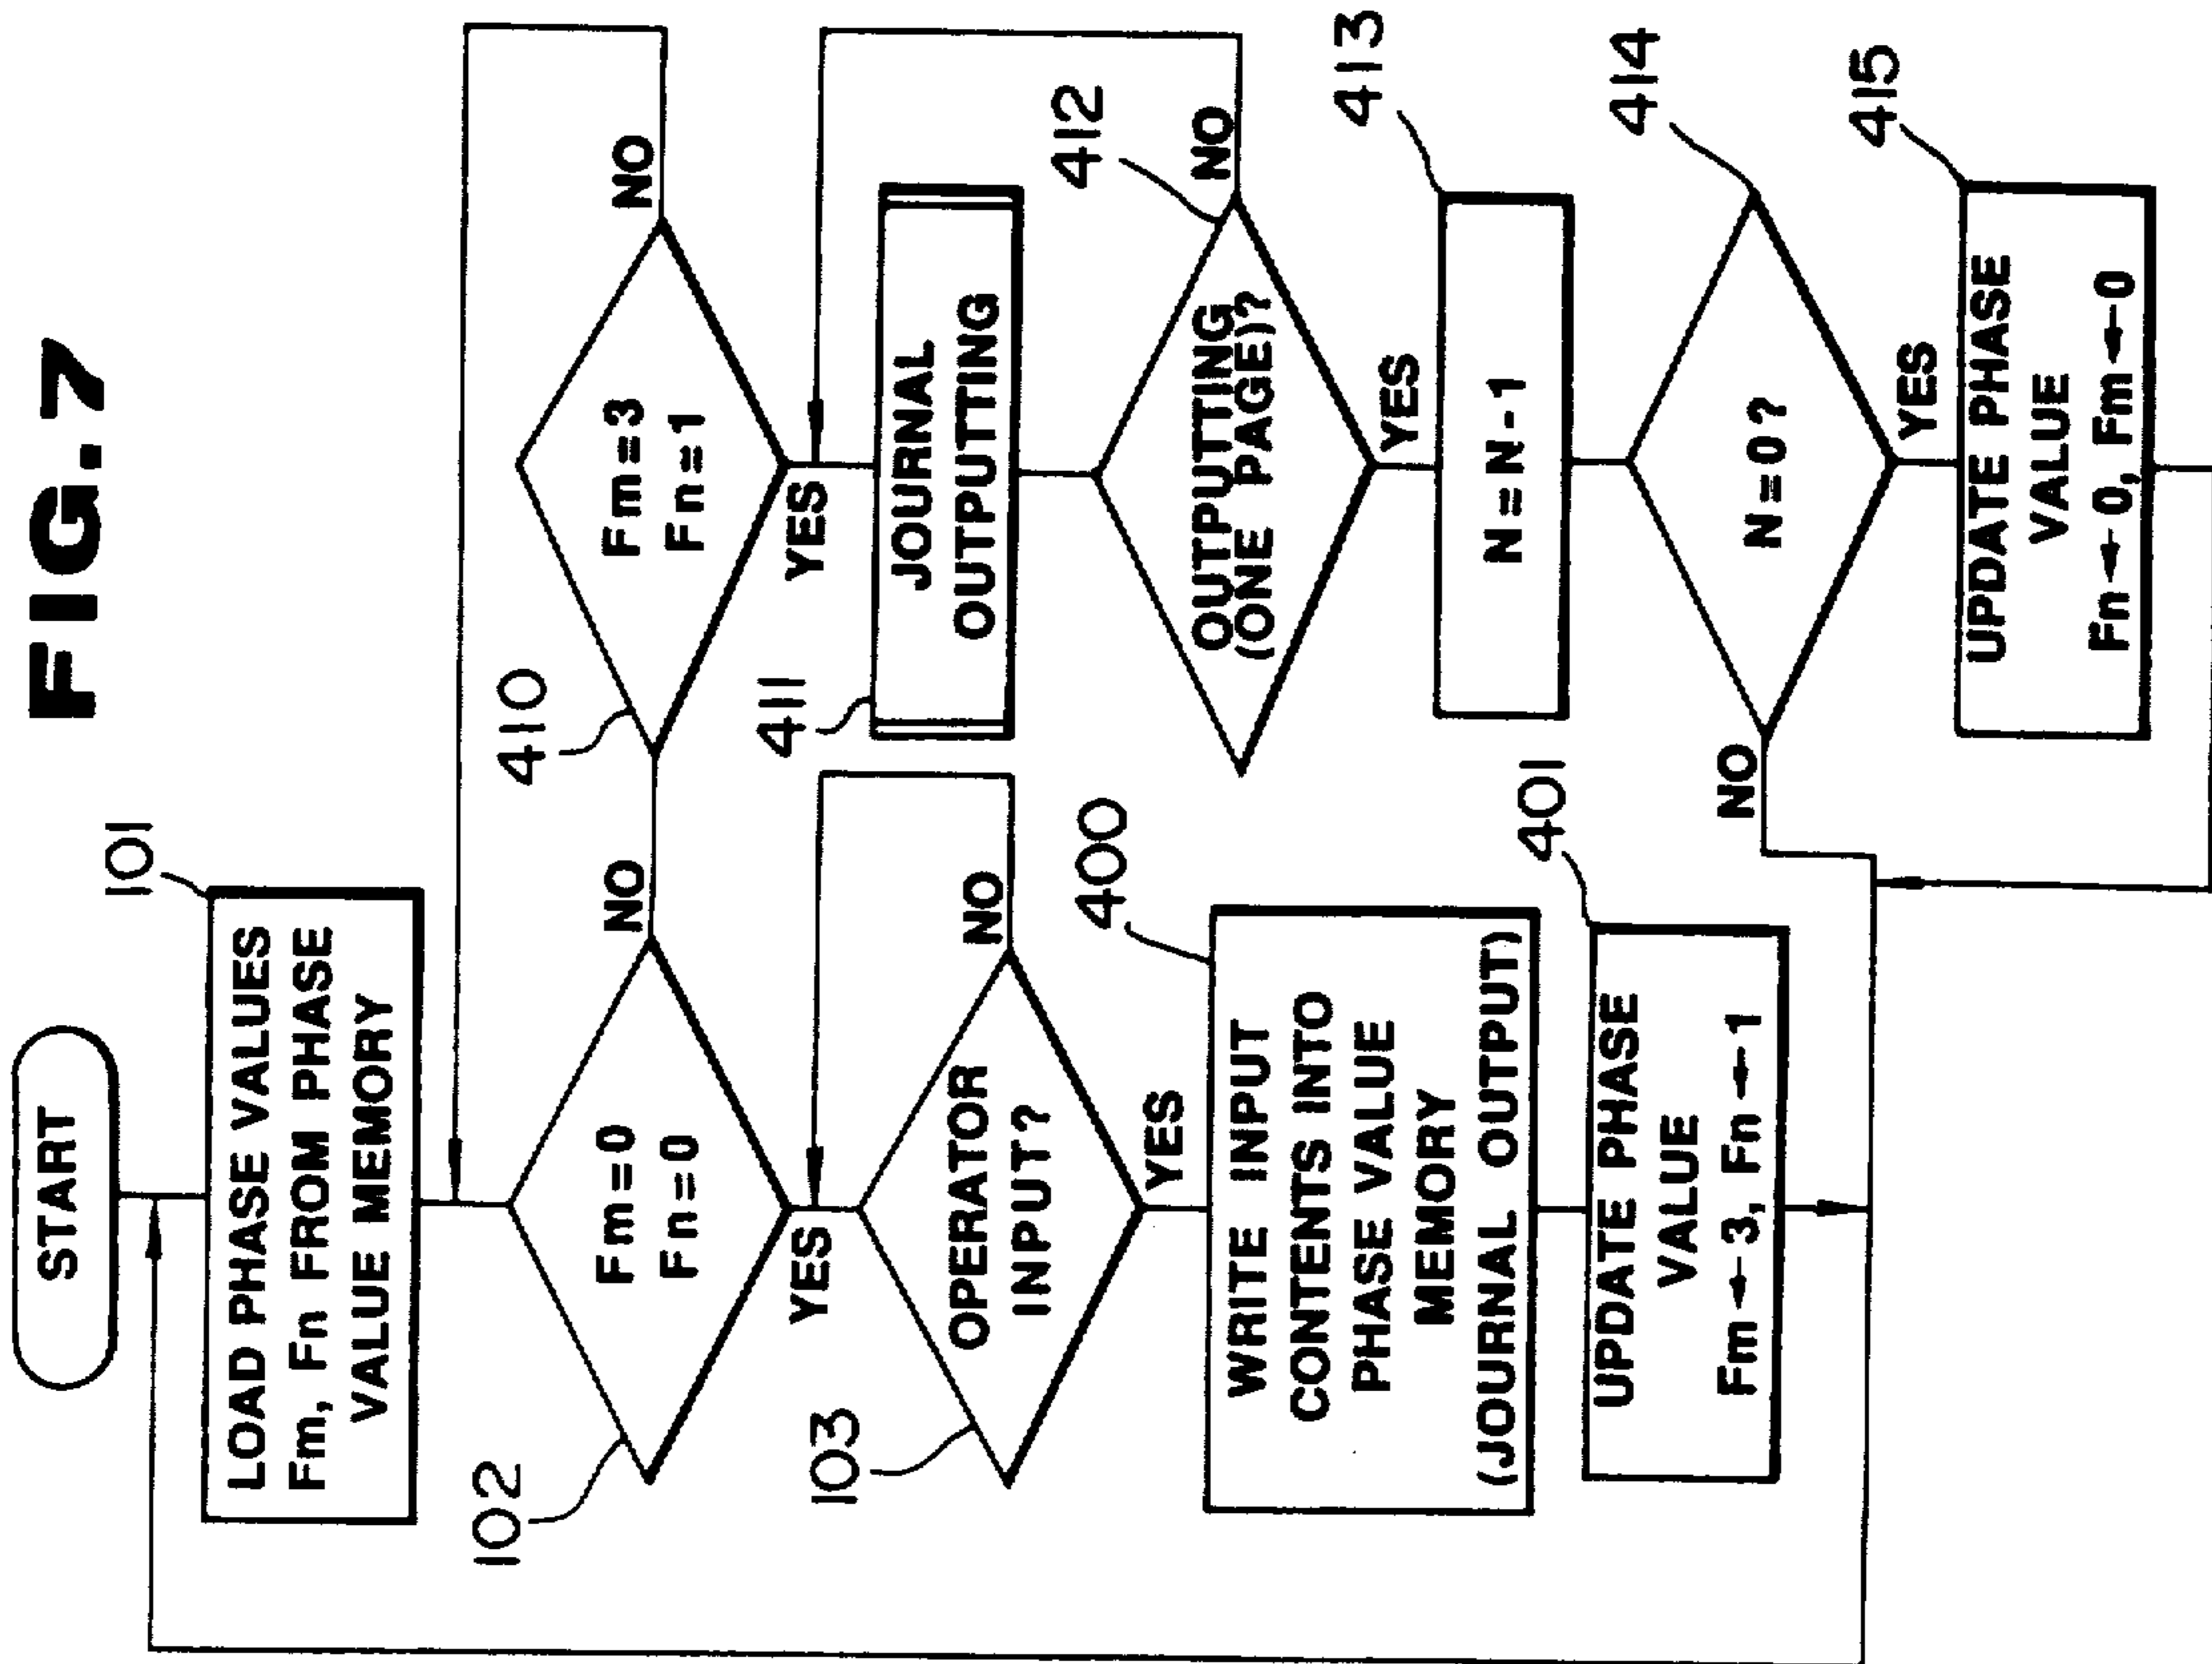 FIG.7
START
101
LOAD PHASE VALUES
Fm, Fn FROM PHASE
VALUE MEMORY
102
Fm=0
Fn=0
NO
YES
103
OPERATOR
INPUT?
NO
YES
400
WRITE INPUT
CONTENTS INTO
PHASE VALUE
MEMORY
(JOURNAL OUTPUT)
401
UPDATE PHASE
VALUE
Fm←3, Fn←1
410
Fm=3
Fn=1
NO
YES
411
JOURNAL
OUTPUTTING
412
OUTPUTING
(ONE PAGE)?
NO
YES
413
N=N-1
414
N=0?
NO
YES
415
UPDATE PHASE
VALUE
Fn←0, Fm←0